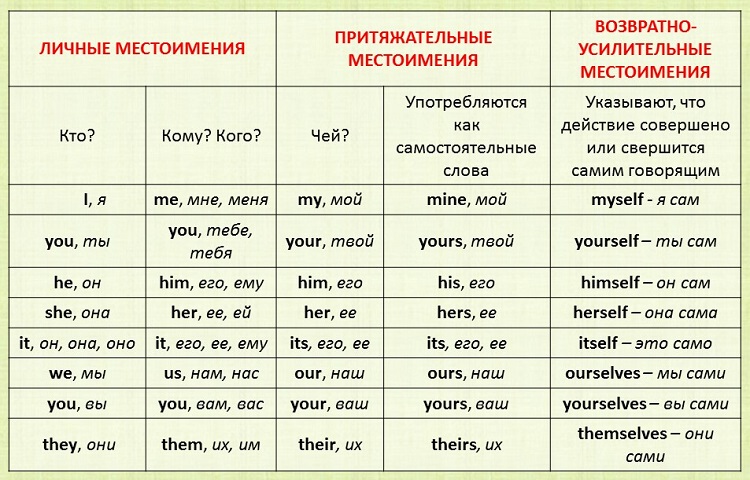 ЛИЧНЫЕ МЕСТОИМЕНИЯ
ПРИТЯЖАТЕЛЬНЫЕ
МЕСТОИМЕНИЯ
ВОЗВРАТНО-
УСИЛИТЕЛЬНЫЕ
МЕСТОИМЕНИЯ
Кто?
Кому? Кого?
Чей?
Употребляются
как
самостоятельные
слова
Указывают, что
действие совершено
или свершится
самим говорящим
I, я
me, мне, меня
my, мой
mine, мой
myself - я сам
you, ты
you, тебе,
тебя
your, твой
yours, твой
yourself – ты сам
he, он
him, его, ему
him, его
his, его
himself – он сам
she, она
her, ее, ей
her, ее
hers, ее
herself – она сама
it, он, она, оно
it, его, ее, ему
its, его, ее
its, его, ее
itself – это само
we, мы
us, нам, нас
our, наш
ours, наш
ourselves – мы сами
you, вы
you, вам, вас
your, ваш
yours, ваш
yourselves – вы сами
they, они
them, их, им
their, их
theirs, их
themselves – они
сами